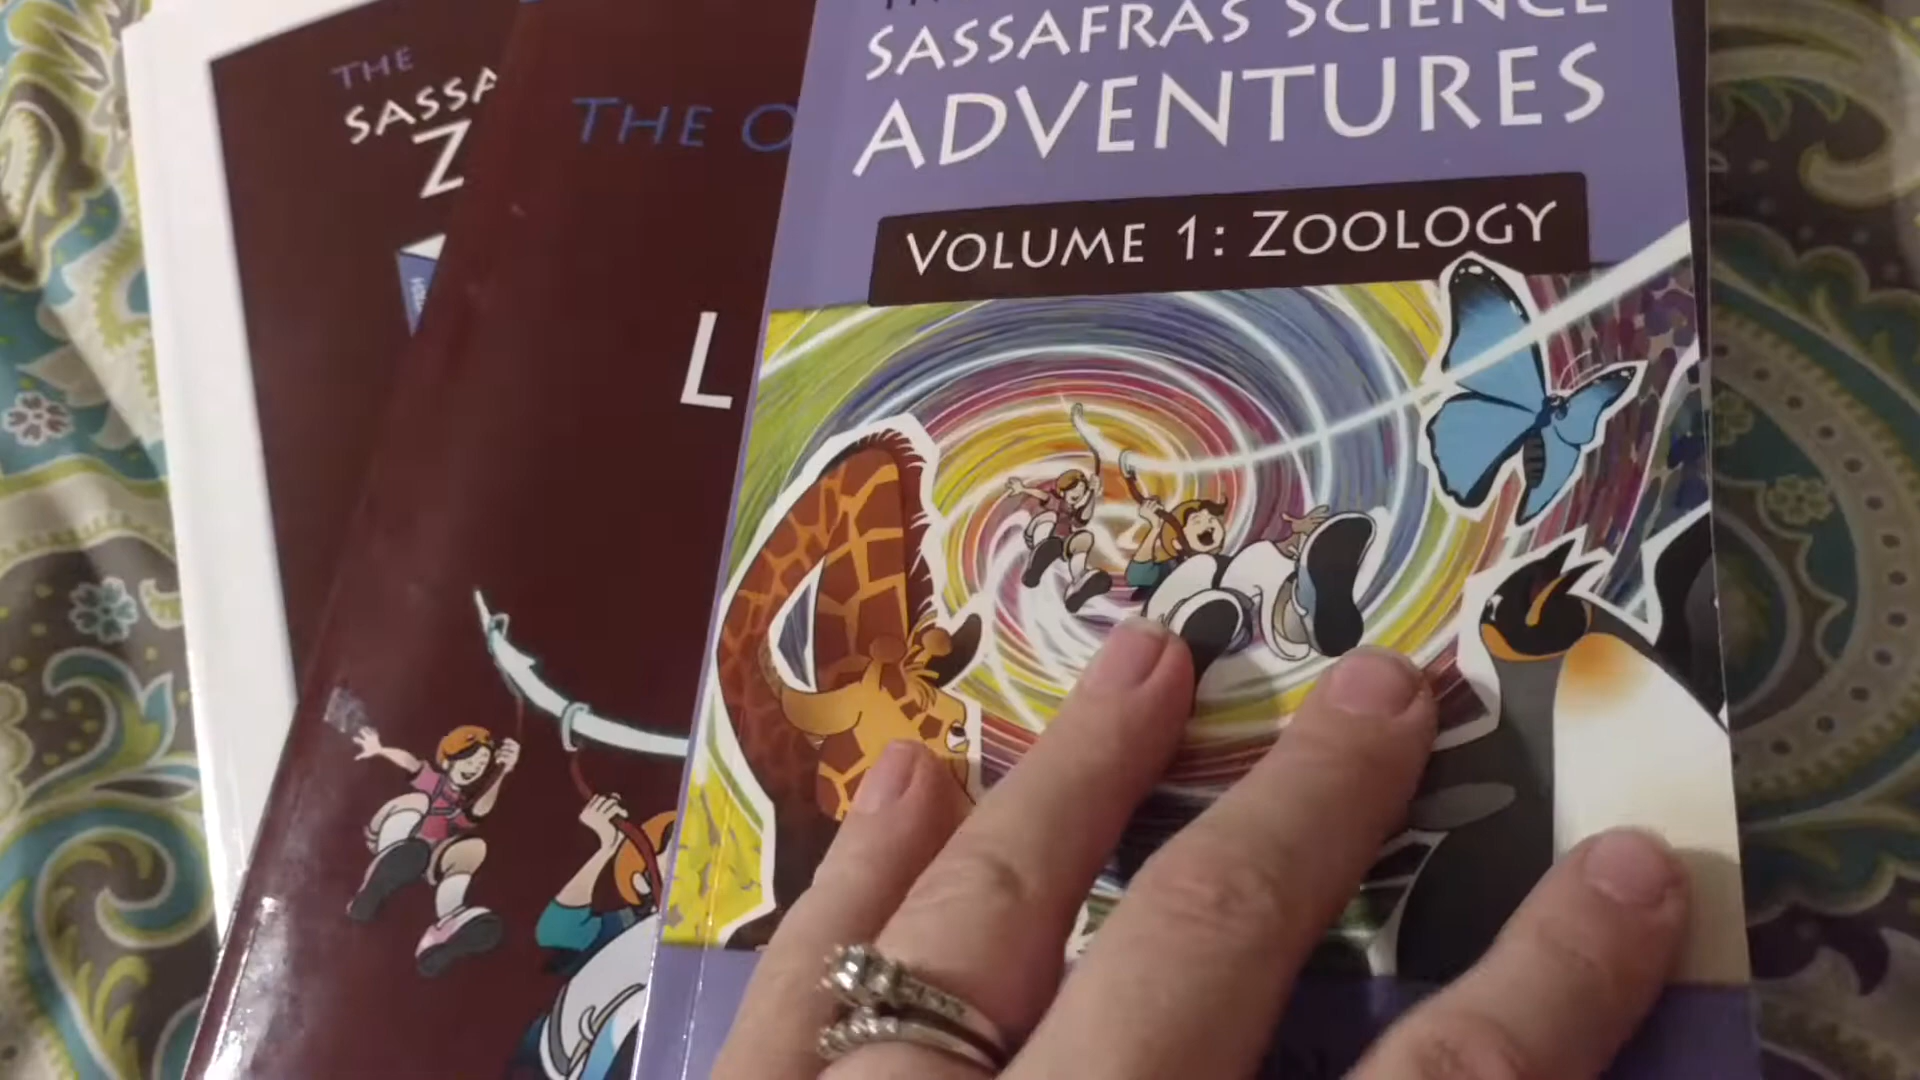 THE
SASSA
Z
THE O
L
SASSAFRAS SCIENCE
ADVENTURES
VOLUME 1: ZOOLOGY